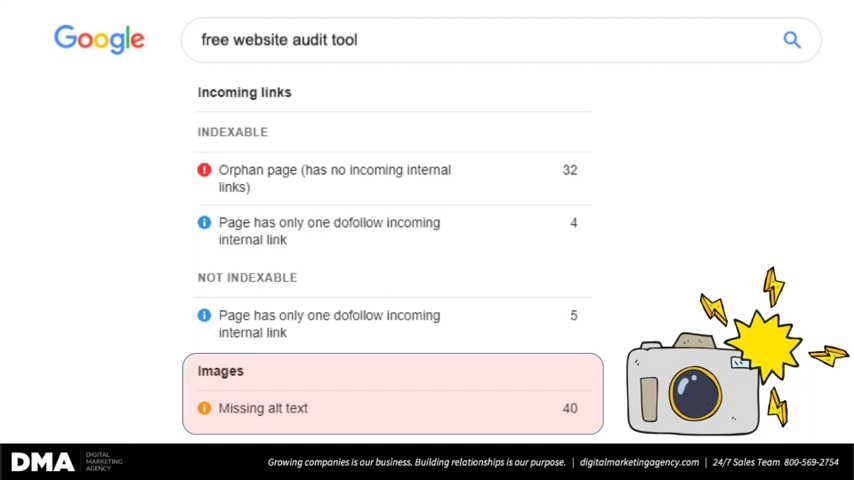 Google
free website audit tool
Incoming links
INDEXABLE
Orphan page (has no incoming internal
links)
32
Page has only one dofollow incoming
internal link
4
NOT INDEXABLE
Page has only one dofollow incoming
internal link
5
Images
Missing alt text
40
DMA
DIGITAL
MARKETING
AGENCY
Growing companies is our business. Building relationships is our purpose. | digitalmarketingagency.com | 24/7 Sales Team 800-569-2754